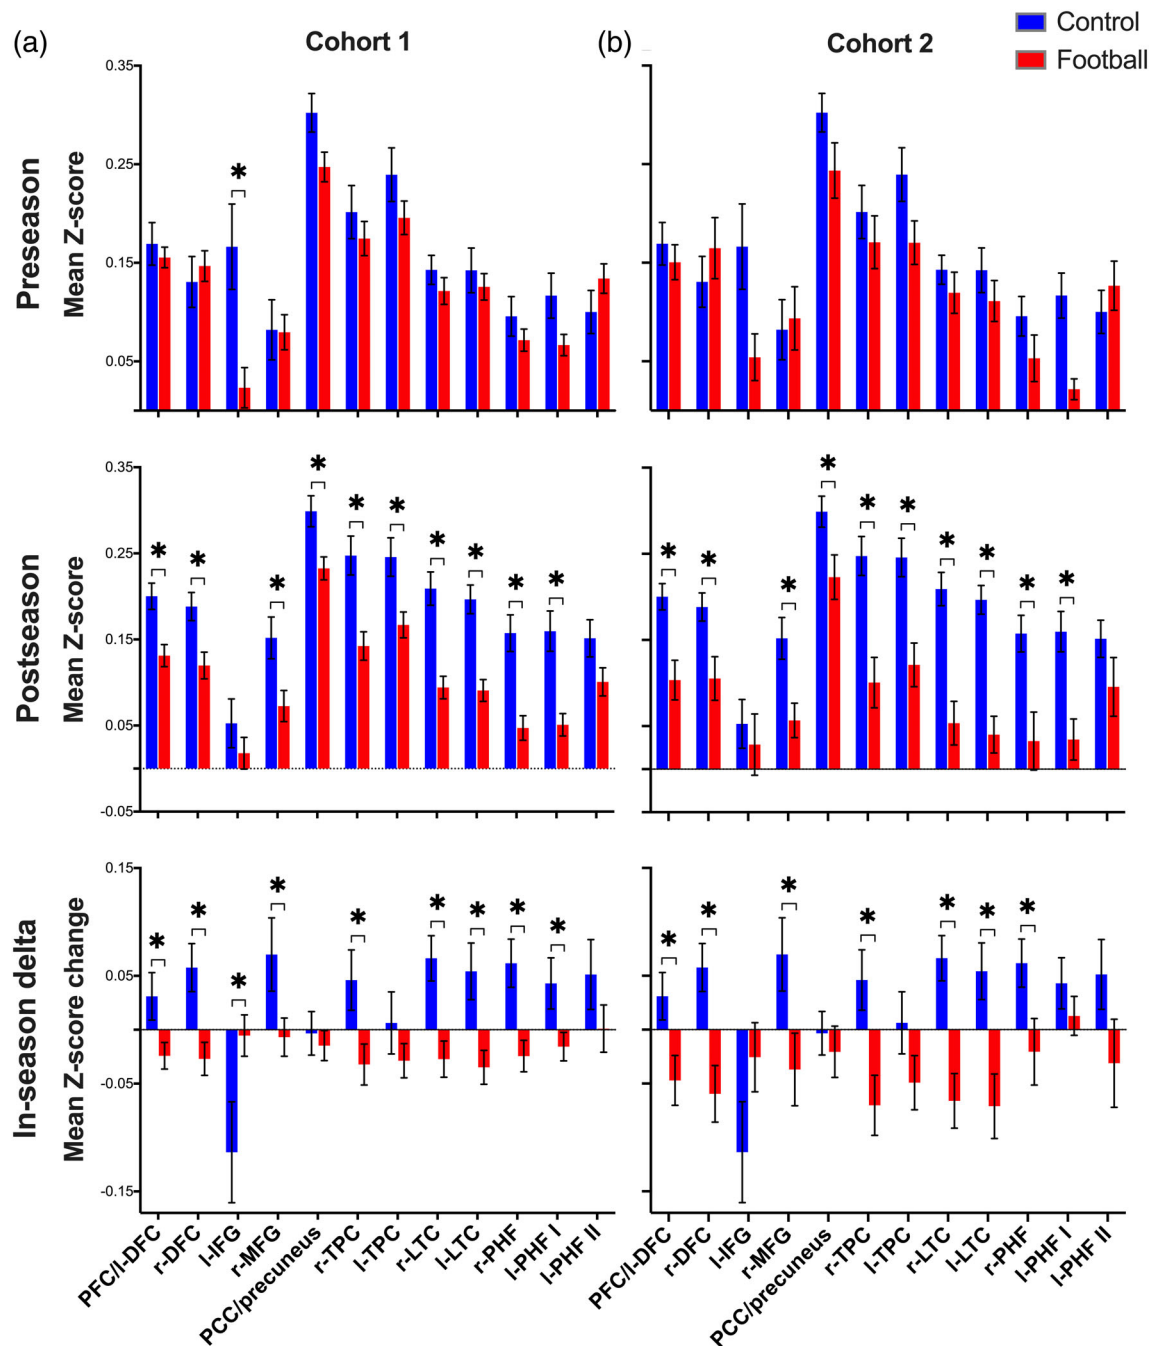 (a)
Cohort 1
(b)
Cohort 2
Control
Football
Preseason
Mean Z-score
0.35
0.25
0.15
0.05
*
Postseason
Mean Z-score
0.35
0.25
0.15
0.05
-0.05
* * * * * * * * * *
* * * * * * * * * *
In-season delta
Mean Z-score change
0.15
0.05
-0.05
-0.15
* * * * * * * * *
* * * * * * *
PFC/l-DFC
r-DFC
l-IFG
r-MFG
PCC/precuneus
r-TPC
l-TPC
r-LTC
l-LTC
r-PHF
l-PHF I
l-PHF II
PFC/l-DFC
r-DFC
l-IFG
r-MFG
PCC/precuneus
r-TPC
l-TPC
r-LTC
l-LTC
r-PHF
l-PHF I
l-PHF II